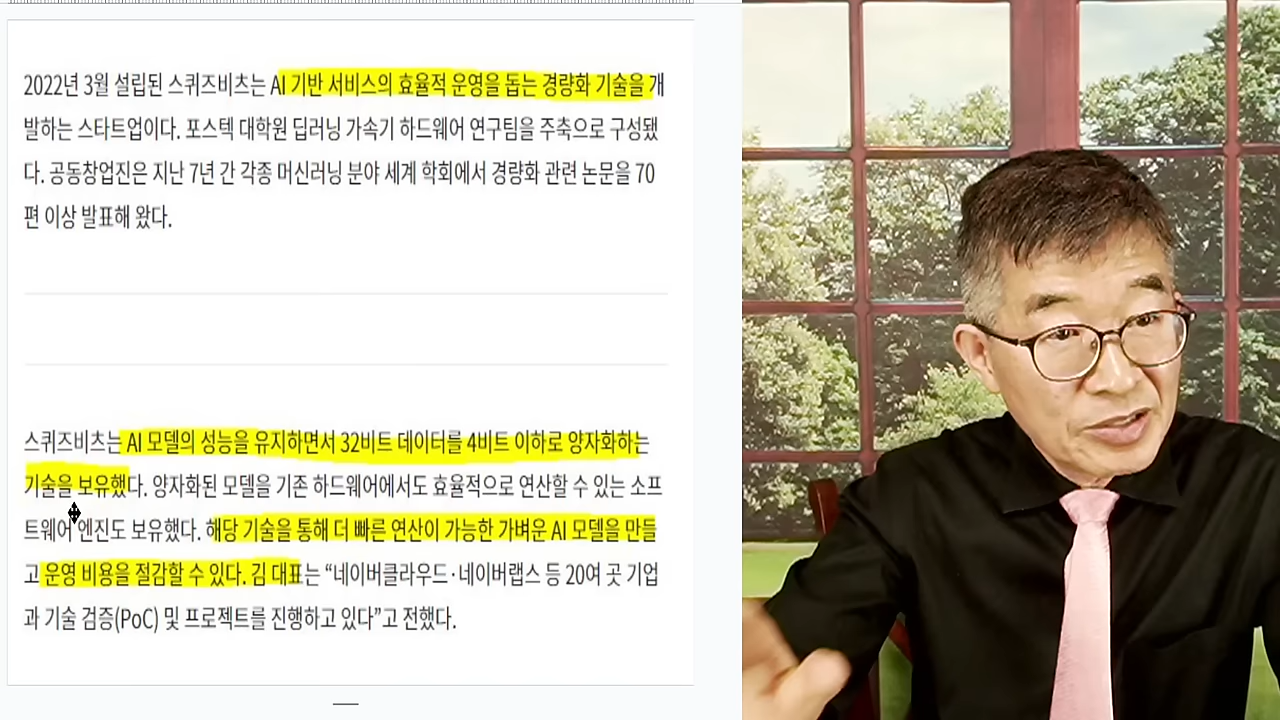 2022년 3월 설립된 스퀴즈비츠는 AI 기반 서비스의 효율적 운영을 돕는 경량화 기술을 개
발하는 스타트업이다. 포스텍 대학원 딥러닝 가속기 하드웨어 연구팀을 주축으로 구성됐
다. 공동창업진은 지난 7년 간 각종 머신러닝 분야 세계 학회에서 경량화 관련 논문을 70
편 이상 발표해 왔다.
스퀴즈비츠는 AI 모델의 성능을 유지하면서 32비트 데이터를 4비트 이하로 양자화하는
기술을 보유했다. 양자화된 모델을 기존 하드웨어에서도 효율적으로 연산할 수 있는 소프
트웨어 엔진도 보유했다. 해당 기술을 통해 더 빠른 연산이 가능한 가벼운 AI 모델을 만들
고 운영 비용을 절감할 수 있다. 김 대표는 “네이버클라우드·네이버랩스 등 20여 곳 기업
과 기술 검증(PoC) 및 프로젝트를 진행하고 있다”고 전했다.